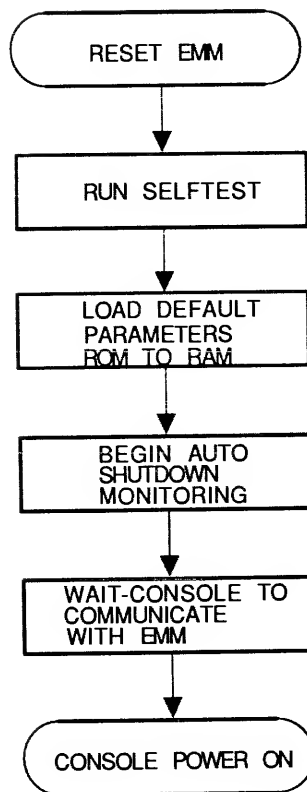 RESET EMM
RUN SELFTEST
LOAD DEFAULT
PARAMETERS
ROM TO RAM
BEGIN AUTO
SHUTDOWN
MONITORING
WAIT-CONSOLE TO
COMMUNICATE
WITH EMM
CONSOLE POWER ON